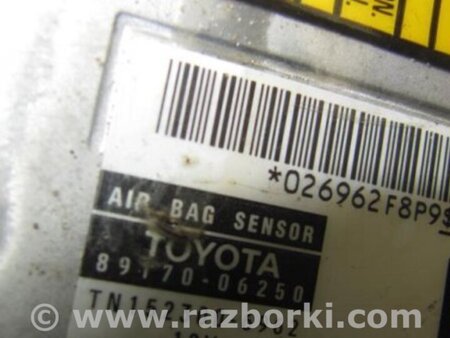 *026962F8P9S
AIR BAG SENSOR
TOYOTA
89170-06250
www.razborki.com